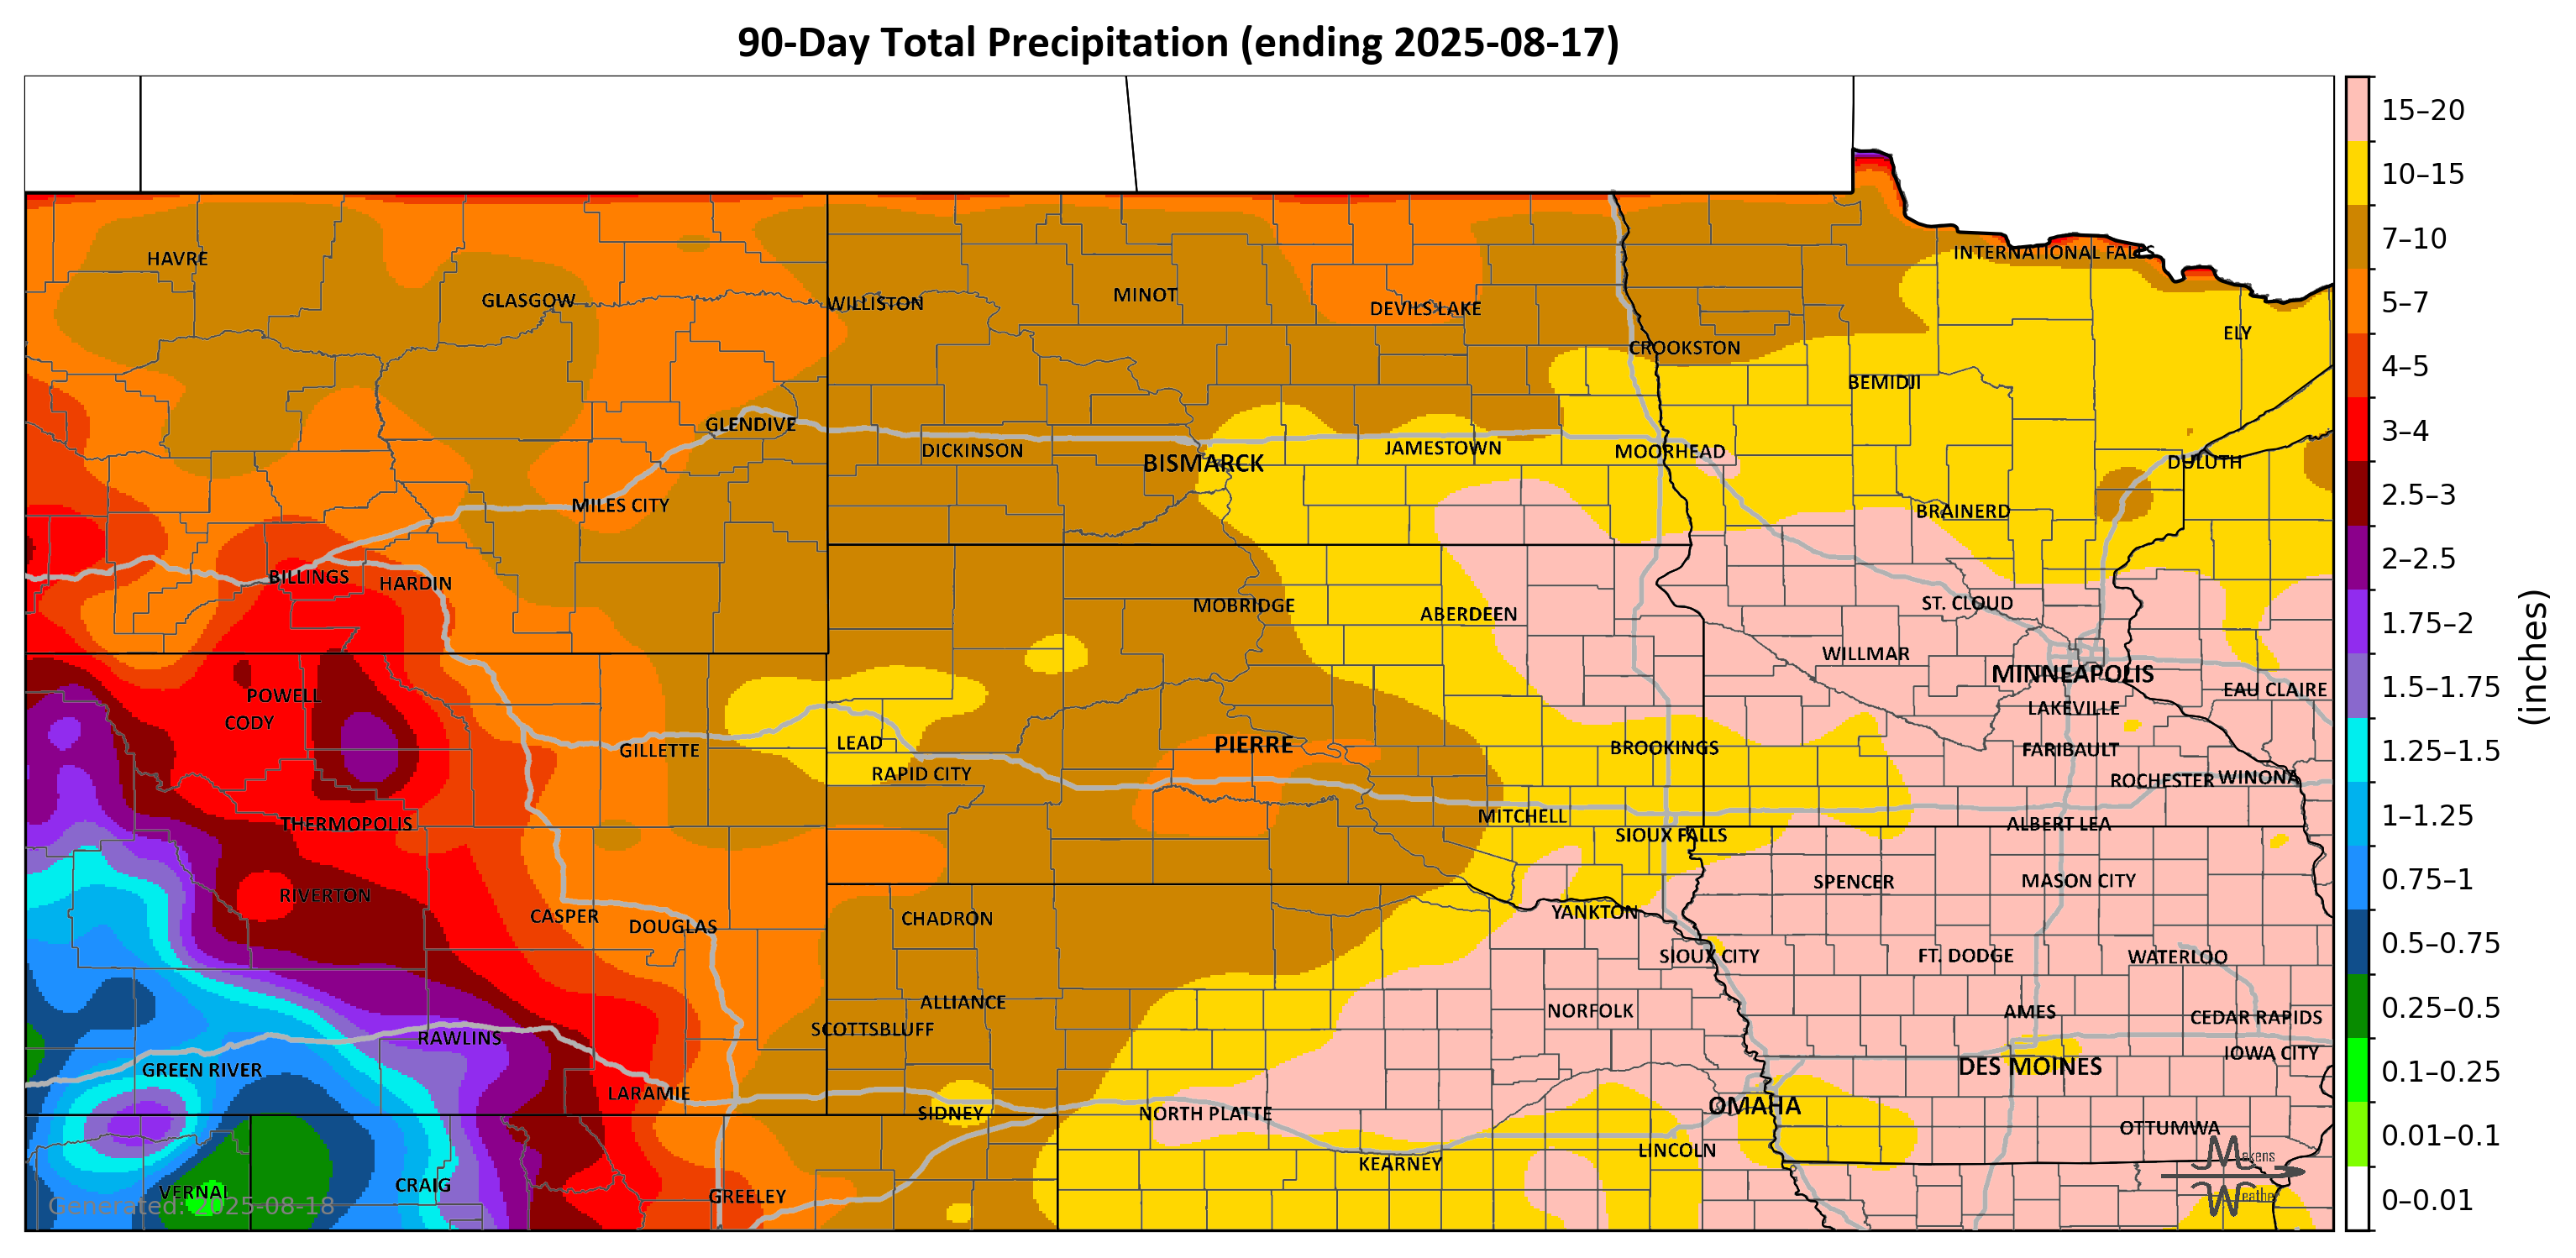 90-Day Total Precipitation (ending 2025-08-17)
INTERNATIONAL FALLS
HAVRE
GLASGOW
WILLISTON
MINOT
DEVILS LAKE
ELY
CROOKSTON
BEMIDJI
GLENDIVE
DICKINSON
BISMARCK
JAMESTOWN
MOORHEAD
DULUTH
MILES CITY
BRAINERD
BILLINGS
HARDIN
MOBRIDGE
ABERDEEN
ST. CLOUD
WILLMAR
MINNEAPOLIS
POWELL
EAU CLAIRE
CODY
LAKEVILLE
GILLETTE
LEAD
PIERRE
BROOKINGS
FARIBAULT
RAPID CITY
ROCHESTER
WINONA
THERMOPOLIS
MITCHELL
ALBERT LEA
SIOUX FALLS
RIVERTON
SPENCER
MASON CITY
CASPER
DOUGLAS
CHADRON
YANKTON
SIOUX CITY
FT. DODGE
WATERLOO
ALLIANCE
NORFOLK
AMES
CEDAR RAPIDS
SCOTTSBLUFF
RAWLINS
IOWA CITY
GREEN RIVER
DES MOINES
LARAMIE
SIDNEY
NORTH PLATTE
OMAHA
OTTUMWA
LINCOLN
KEARNEY
VERNAL
CRAIG
GREELEY
Generated: 2025-08-18
Makens
Weather
15–20
10–15
7–10
5–7
4–5
3–4
2.5–3
2–2.5
1.75–2
1.5–1.75
1.25–1.5
1–1.25
0.75–1
0.5–0.75
0.25–0.5
0.1–0.25
0.01–0.1
0–0.01
(inches)